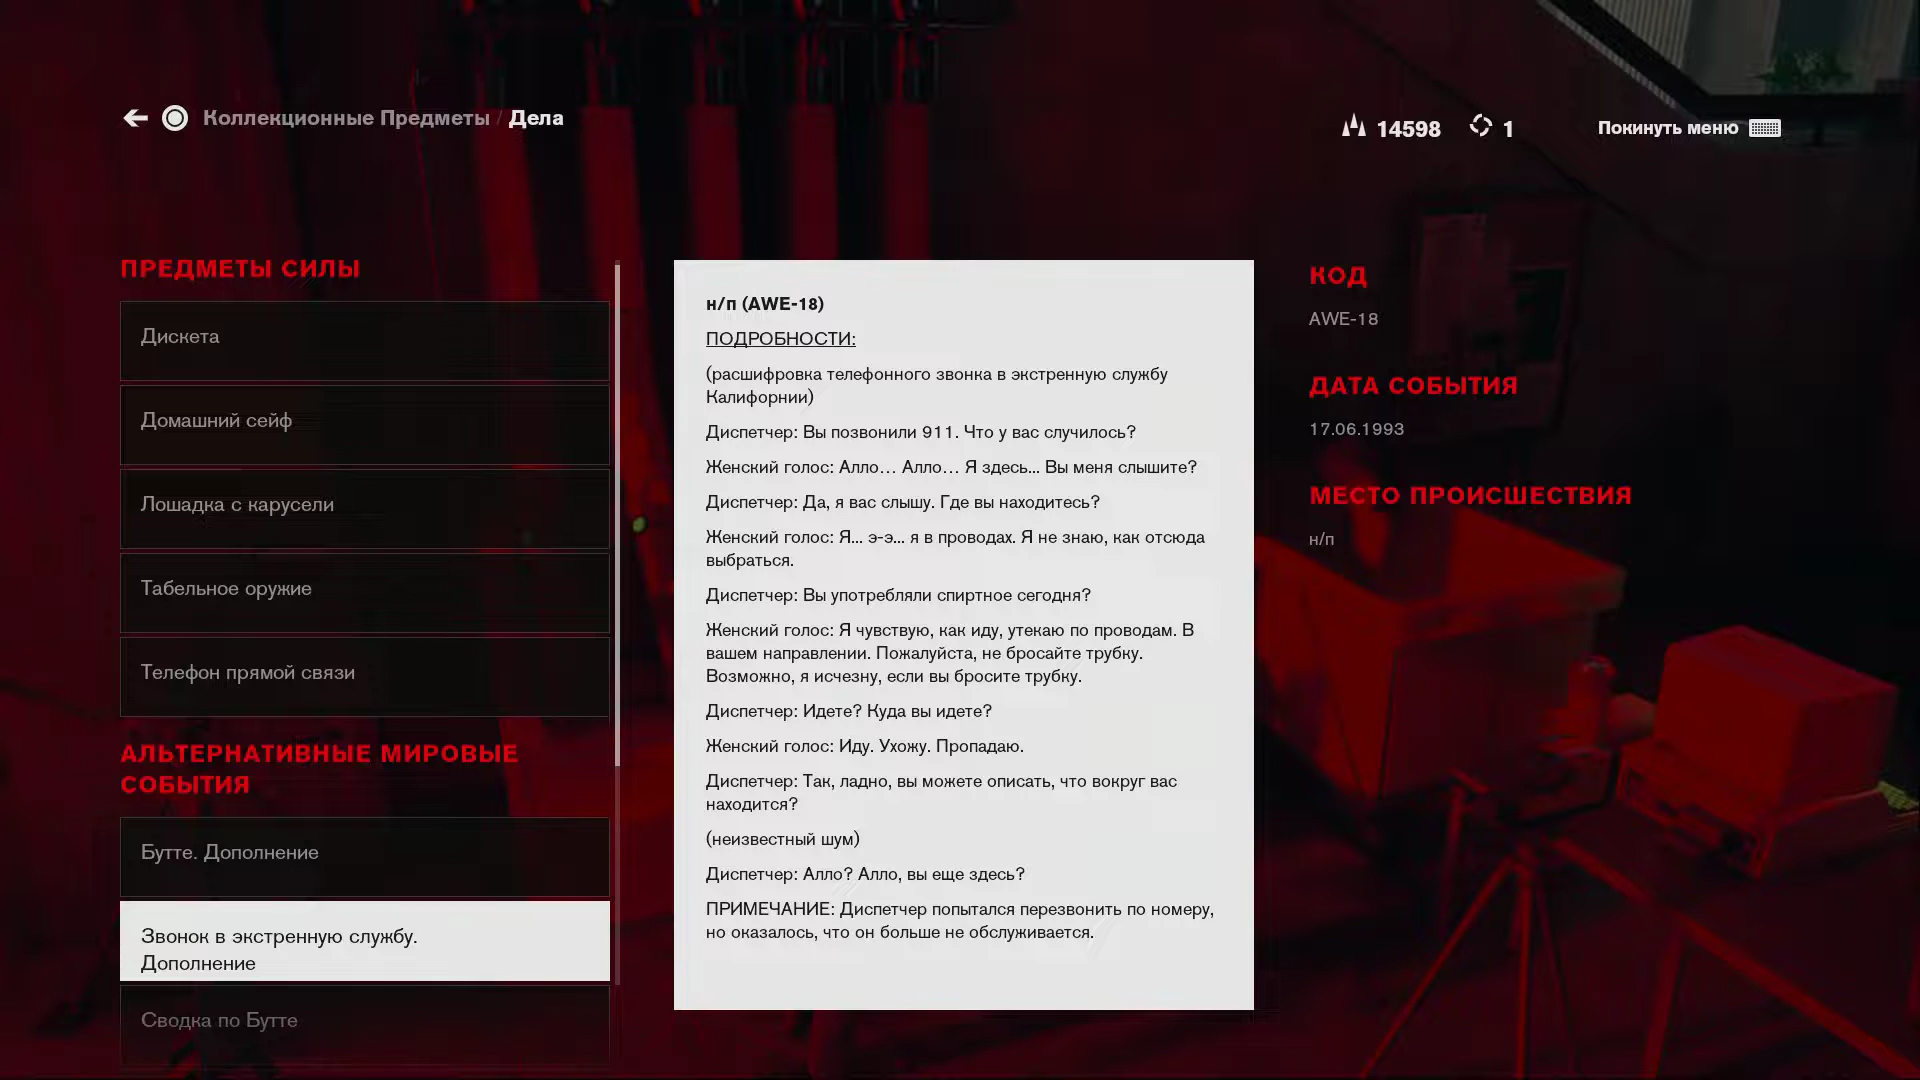 Коллекционные Предметы / Дела
14598
1
Покинуть меню
ПРЕДМЕТЫ СИЛЫ
Дискета
Домашний сейф
Лошадка с карусели
Табельное оружие
Телефон прямой связи
АЛЬТЕРНАТИВНЫЕ МИРОВЫЕ
СОБЫТИЯ
Бутте. Дополнение
Звонок в экстренную службу.
Дополнение
Сводка по Бутте
н/п (AWE-18)
ПОДРОБНОСТИ:
(расшифровка телефонного звонка в экстренную службу
Калифорнии)
Диспетчер: Вы позвонили 911. Что у вас случилось?
Женский голос: Алло… Алло… Я здесь... Вы меня слышите?
Диспетчер: Да, я вас слышу. Где вы находитесь?
Женский голос: Я... э-э... я в проводах. Я не знаю, как отсюда
выбраться.
Диспетчер: Вы употребляли спиртное сегодня?
Женский голос: Я чувствую, как иду, утекаю по проводам. В
вашем направлении. Пожалуйста, не бросайте трубку.
Возможно, я исчезну, если вы бросите трубку.
Диспетчер: Идете? Куда вы идете?
Женский голос: Иду. Ухожу. Пропадаю.
Диспетчер: Так, ладно, вы можете описать, что вокруг вас
находится?
(неизвестный шум)
Диспетчер: Алло? Алло, вы еще здесь?
ПРИМЕЧАНИЕ: Диспетчер попытался перезвонить по номеру,
но оказалось, что он больше не обслуживается.
КОД
AWE-18
ДАТА СОБЫТИЯ
17.06.1993
МЕСТО ПРОИСШЕСТВИЯ
н/п